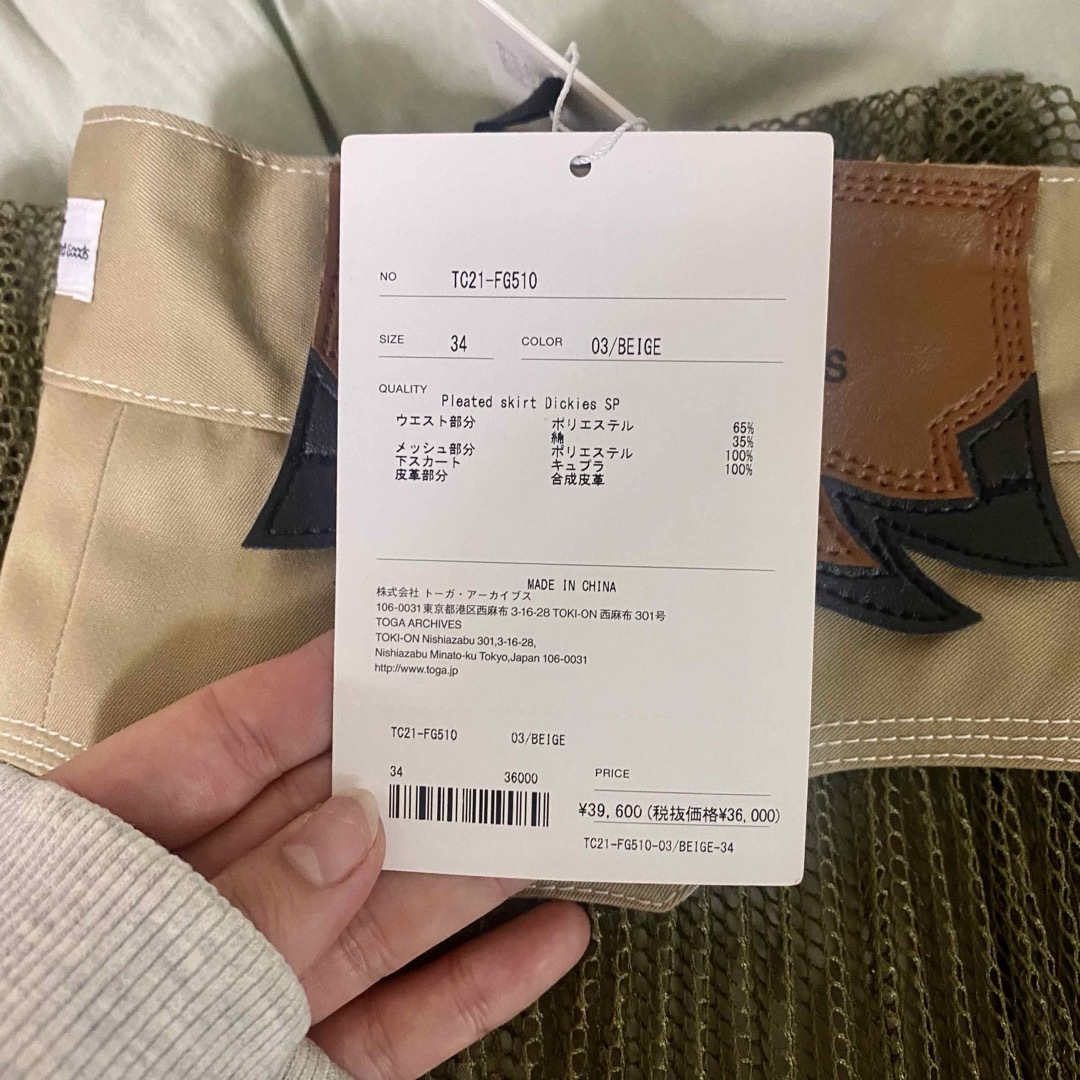 NO TC21-FG510
SIZE 34 COLOR 03/BEIGE
QUALITY
Pleated skirt Dickies SP
ウエスト部分 ポリエステル 65%
綿 35%
メッシュ部分 ポリエステル 100%
下スカート キュプラ 100%
皮革部分 合成皮革
MADE IN CHINA
株式会社 トーガ・アーカイブス
106-0031東京都港区西麻布 3-16-28 TOKI-ON 西麻布 301号
TOGA ARCHIVES
TOKI-ON Nishiazabu 301,3-16-28,
Nishiazabu Minato-ku Tokyo,Japan 106-0031
http://www.toga.jp
TC21-FG510 03/BEIGE
34 36000
PRICE
¥39,600(税抜価格¥36,000)
TC21-FG510-03/BEIGE-34
S